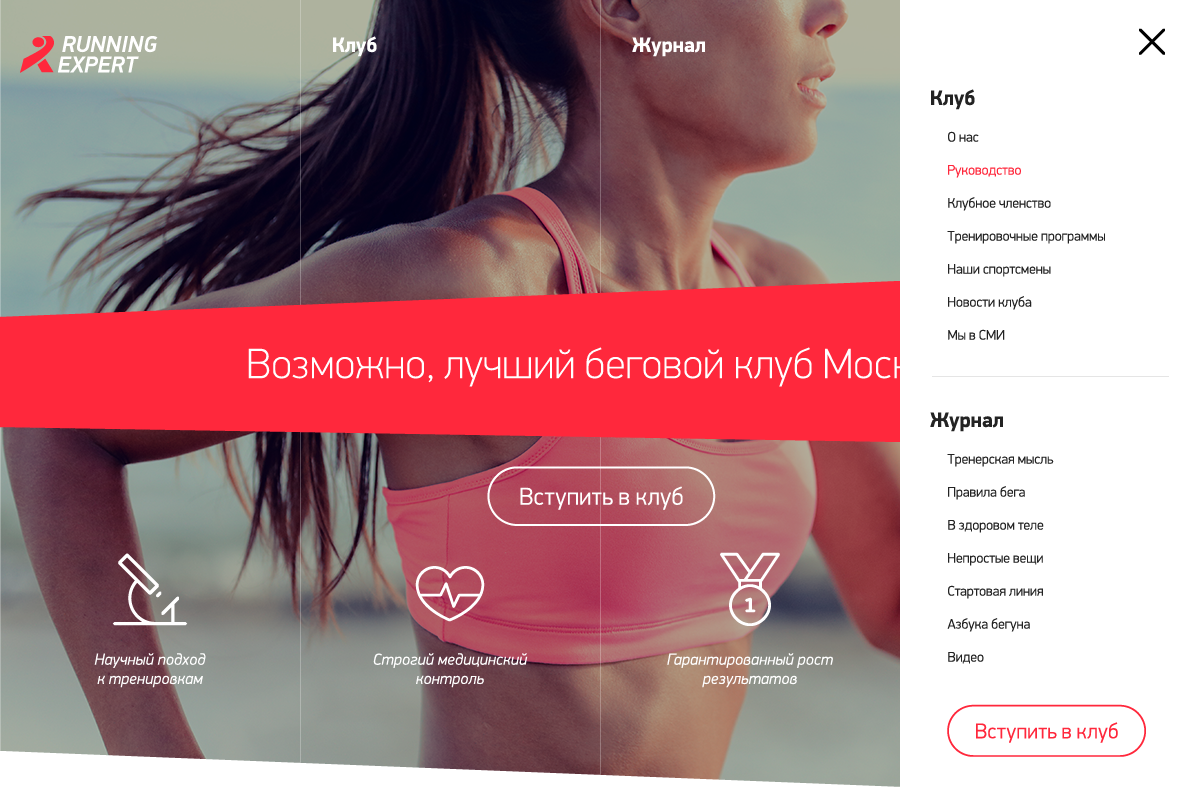 RUNNING
EXPERT
Клуб
Журнал
Возможно, лучший беговой клуб
Вступить в клуб
1
Научный подход
к тренировкам
Строгий медицинский
контроль
Гарантированный рост
результатов
Клуб
О нас
Руководство
Клубное членство
Тренировочные программы
Наши спортсмены
Новости клуба
Мы в СМИ
Журнал
Тренерская мысль
Правила бега
В здоровом теле
Непростые вещи
Стартовая линия
Азбука бегуна
Видео
Вступить в клуб